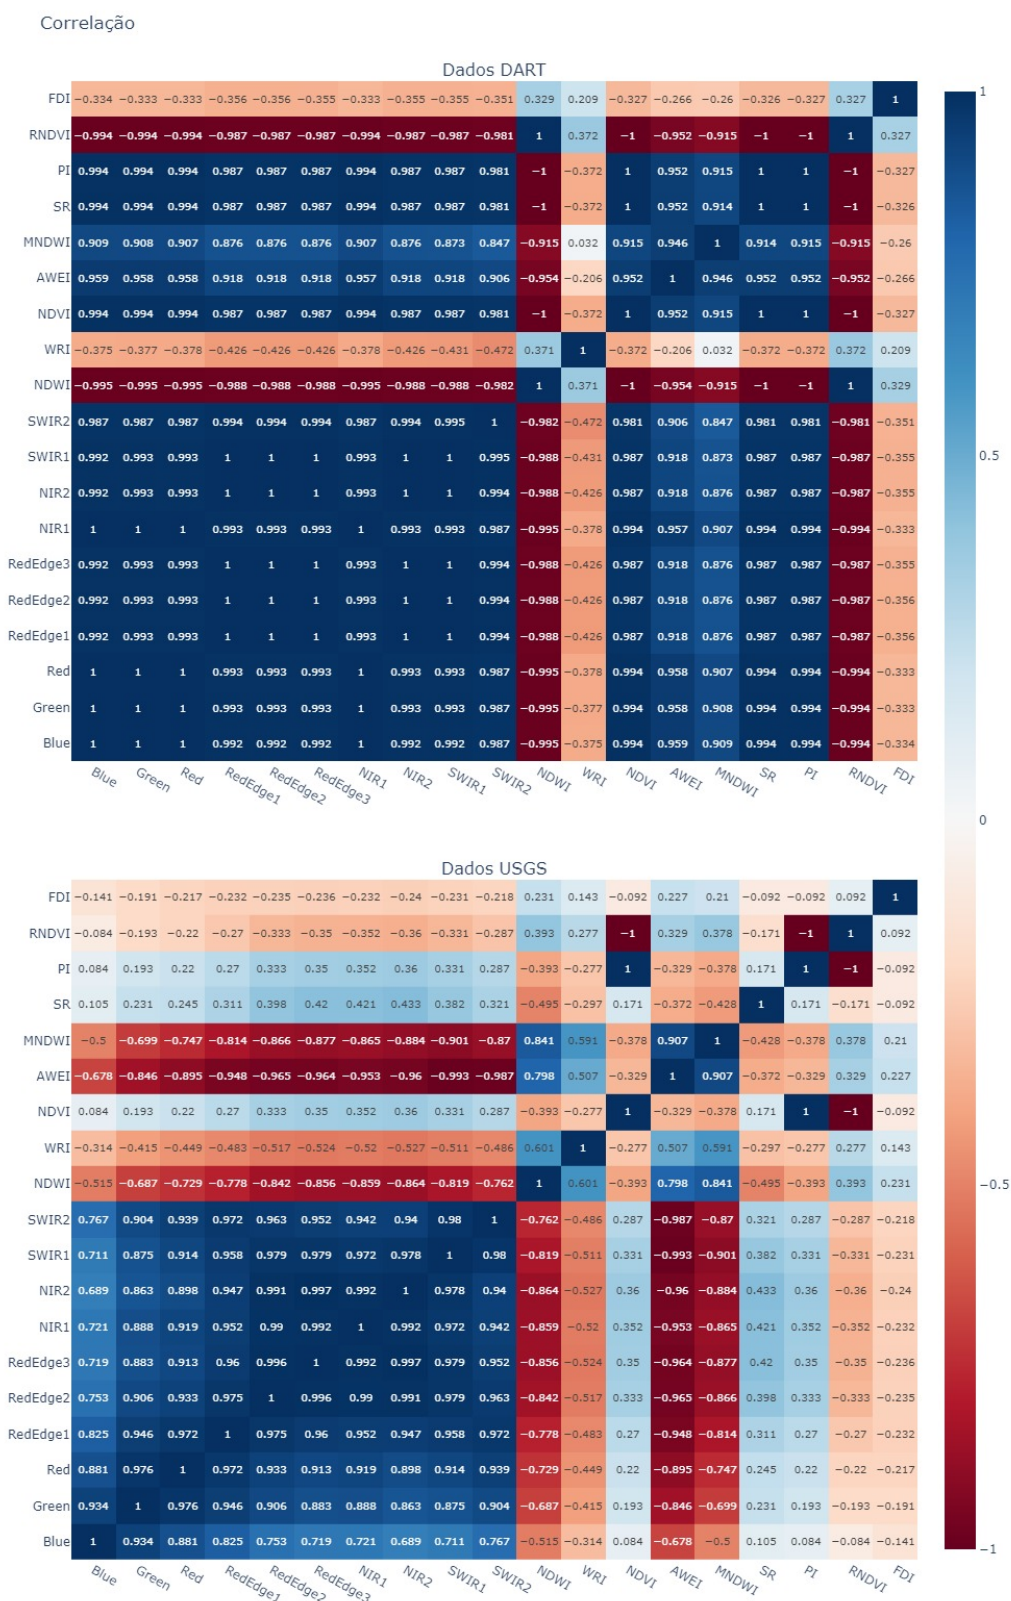 Correlação
Dados DART
FDI −0.334 −0.333 −0.333 −0.356 −0.356 −0.355 −0.333 −0.355 −0.355 −0.351 0.329 0.209 −0.327 −0.266 −0.26 −0.326 −0.327 0.327 1
RNDVI −0.994 −0.994 −0.994 −0.987 −0.987 −0.987 −0.994 −0.987 −0.987 −0.981 1 0.372 −1 −0.952 −0.915 −1 −1 1 0.327
PI 0.994 0.994 0.994 0.987 0.987 0.987 0.994 0.987 0.987 0.981 −1 −0.372 1 0.952 0.915 1 1 −1 −0.327
SR 0.994 0.994 0.994 0.987 0.987 0.987 0.994 0.987 0.987 0.981 −1 −0.372 1 0.952 0.914 1 1 −1 −0.326
MNDWI 0.909 0.908 0.907 0.876 0.876 0.876 0.907 0.876 0.873 0.847 −0.915 0.032 0.915 0.946 1 0.914 0.915 −0.915 −0.26
AWEI 0.959 0.958 0.958 0.918 0.918 0.918 0.957 0.918 0.918 0.906 −0.954 −0.206 0.952 1 0.946 0.952 0.952 −0.952 −0.266
NDVI 0.994 0.994 0.994 0.987 0.987 0.987 0.994 0.987 0.987 0.981 −1 −0.372 1 0.952 0.915 1 1 −1 −0.327
WRI −0.375 −0.377 −0.378 −0.426 −0.426 −0.426 −0.378 −0.426 −0.431 −0.472 0.371 1 −0.372 −0.206 0.032 −0.372 −0.372 0.372 0.209
NDWI −0.995 −0.995 −0.995 −0.988 −0.988 −0.988 −0.995 −0.988 −0.988 −0.982 1 0.371 −1 −0.954 −0.915 −1 −1 1 0.329
SWIR2 0.987 0.987 0.987 0.994 0.994 0.994 0.987 0.994 0.995 1 −0.982 −0.472 0.981 0.906 0.847 0.981 0.981 −0.981 −0.351
SWIR1 0.992 0.993 0.993 1 1 1 0.993 1 1 0.995 −0.988 −0.431 0.987 0.918 0.873 0.987 0.987 −0.987 −0.355
NIR2 0.992 0.993 0.993 1 1 1 0.993 1 1 0.994 −0.988 −0.426 0.987 0.918 0.876 0.987 0.987 −0.987 −0.355
NIR1 1 1 1 0.993 0.993 0.993 1 0.993 0.993 0.987 −0.995 −0.378 0.994 0.957 0.907 0.994 0.994 −0.994 −0.333
RedEdge3 0.992 0.993 0.993 1 1 1 0.993 1 1 0.994 −0.988 −0.426 0.987 0.918 0.876 0.987 0.987 −0.987 −0.355
RedEdge2 0.992 0.993 0.993 1 1 1 0.993 1 1 0.994 −0.988 −0.426 0.987 0.918 0.876 0.987 0.987 −0.987 −0.356
RedEdge1 0.992 0.993 0.993 1 1 1 0.993 1 1 0.994 −0.988 −0.426 0.987 0.918 0.876 0.987 0.987 −0.987 −0.356
Red 1 1 1 0.993 0.993 0.993 1 0.993 0.993 0.987 −0.995 −0.378 0.994 0.958 0.907 0.994 0.994 −0.994 −0.333
Green 1 1 1 0.993 0.993 0.993 1 0.993 0.993 0.987 −0.995 −0.377 0.994 0.958 0.908 0.994 0.994 −0.994 −0.333
Blue 1 1 1 0.992 0.992 0.992 1 0.992 0.992 0.987 −0.995 −0.375 0.994 0.959 0.909 0.994 0.994 −0.994 −0.334
Blue Green Red RedEdge1 RedEdge2 RedEdge3 NIR1 NIR2 SWIR1 SWIR2 NDWI WRI NDVI AWEI MNDWI SR PI RNDVI FDI
1
0.5
0
−0.5
−1
Dados USGS
FDI −0.141 −0.191 −0.217 −0.232 −0.235 −0.236 −0.232 −0.24 −0.231 −0.218 0.231 0.143 −0.092 0.227 0.21 −0.092 −0.092 0.092 1
RNDVI −0.084 −0.193 −0.22 −0.27 −0.333 −0.35 −0.352 −0.36 −0.331 −0.287 0.393 0.277 −1 0.329 0.378 −0.171 −1 1 0.092
PI 0.084 0.193 0.22 0.27 0.333 0.35 0.352 0.36 0.331 0.287 −0.393 −0.277 1 −0.329 −0.378 0.171 1 −1 −0.092
SR 0.105 0.231 0.245 0.311 0.398 0.42 0.421 0.433 0.382 0.321 −0.495 −0.297 0.171 −0.372 −0.428 1 0.171 −0.171 −0.092
MNDWI −0.5 −0.699 −0.747 −0.814 −0.866 −0.877 −0.865 −0.884 −0.901 −0.87 0.841 0.591 −0.378 0.907 1 −0.428 −0.378 0.378 0.21
AWEI −0.678 −0.846 −0.895 −0.948 −0.965 −0.964 −0.953 −0.96 −0.993 −0.987 0.798 0.507 −0.329 1 0.907 −0.372 −0.329 0.329 0.227
NDVI 0.084 0.193 0.22 0.27 0.333 0.35 0.352 0.36 0.331 0.287 −0.393 −0.277 1 −0.329 −0.378 0.171 1 −1 −0.092
WRI −0.314 −0.415 −0.449 −0.483 −0.517 −0.524 −0.52 −0.527 −0.511 −0.486 0.601 1 −0.277 0.507 0.591 −0.297 −0.277 0.277 0.143
NDWI −0.515 −0.687 −0.729 −0.778 −0.842 −0.856 −0.859 −0.864 −0.819 −0.762 1 0.601 −0.393 0.798 0.841 −0.495 −0.393 0.393 0.231
SWIR2 0.767 0.904 0.939 0.972 0.963 0.952 0.942 0.94 0.98 1 −0.762 −0.486 0.287 −0.987 −0.87 0.321 0.287 −0.287 −0.218
SWIR1 0.711 0.875 0.914 0.958 0.979 0.979 0.972 0.978 1 0.98 −0.819 −0.511 0.331 −0.993 −0.901 0.382 0.331 −0.331 −0.231
NIR2 0.689 0.863 0.898 0.947 0.991 0.997 0.992 1 0.978 0.94 −0.864 −0.527 0.36 −0.96 −0.884 0.433 0.36 −0.36 −0.24
NIR1 0.721 0.888 0.919 0.952 0.99 0.992 1 0.992 0.972 0.942 −0.859 −0.52 0.352 −0.953 −0.865 0.421 0.352 −0.352 −0.232
RedEdge3 0.719 0.883 0.913 0.96 0.996 1 0.992 0.997 0.979 0.952 −0.856 −0.524 0.35 −0.964 −0.877 0.42 0.35 −0.35 −0.236
RedEdge2 0.753 0.906 0.933 0.975 1 0.996 0.99 0.991 0.979 0.963 −0.842 −0.517 0.333 −0.965 −0.866 0.398 0.333 −0.333 −0.235
RedEdge1 0.825 0.946 0.972 1 0.975 0.96 0.952 0.947 0.958 0.972 −0.778 −0.483 0.27 −0.948 −0.814 0.311 0.27 −0.27 −0.232
Red 0.881 0.976 1 0.972 0.933 0.913 0.919 0.898 0.914 0.939 −0.729 −0.449 0.22 −0.895 −0.747 0.245 0.22 −0.22 −0.217
Green 0.934 1 0.976 0.946 0.906 0.883 0.888 0.863 0.875 0.904 −0.687 −0.415 0.193 −0.846 −0.699 0.231 0.193 −0.193 −0.191
Blue 1 0.934 0.881 0.825 0.753 0.719 0.721 0.689 0.711 0.767 −0.515 −0.314 0.084 −0.678 −0.5 0.105 0.084 −0.084 −0.141
Blue Green Red RedEdge1 RedEdge2 RedEdge3 NIR1 NIR2 SWIR1 SWIR2 NDWI WRI NDVI AWEI MNDWI SR PI RNDVI FDI